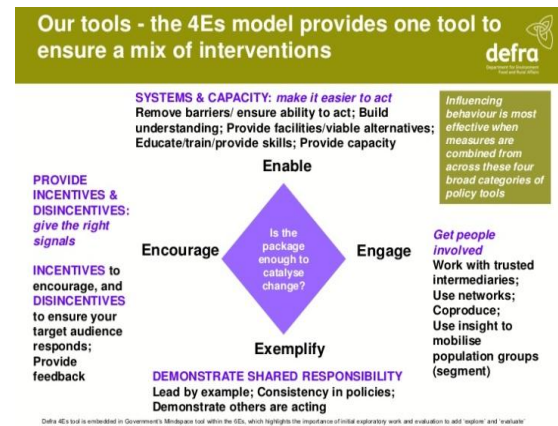 Our tools - the 4Es model provides one tool to
ensure a mix of interventions
defra
Department for Environment
Food and Rural Affairs
SYSTEMS & CAPACITY: make it easier to act
Remove barriers/ ensure ability to act; Build
understanding; Provide facilities/viable alternatives;
Educate/train/provide skills; Provide capacity
Influencing
behaviour is most
effective when
measures are
combined from
across these four
broad categories of
policy tools
Enable
PROVIDE
INCENTIVES &
DISINCENTIVES:
give the right
signals
INCENTIVES to
encourage, and
DISINCENTIVES
to ensure your
target audience
responds;
Provide
feedback
Encourage
Is the
package
enough to
catalyse
change?
Engage
Get people
involved
Work with trusted
intermediaries;
Use networks;
Coproduce;
Use insight to
mobilise
population groups
(segment)
Exemplify
DEMONSTRATE SHARED RESPONSIBILITY
Lead by example; Consistency in policies;
Demonstrate others are acting
Defra 4Es tool is embedded in Government's Mindspace tool within the 6Es, which highlights the importance of initial exploratory work and evaluation to add 'explore' and 'evaluate'